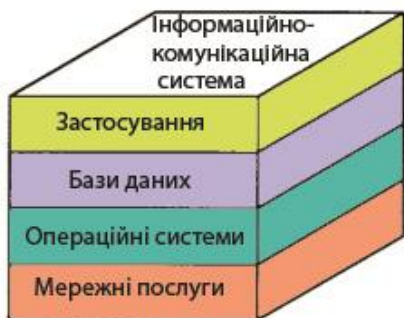 Інформаційно-
комунікаційна
система
Застосування
Бази даних
Операційні системи
Мережні послуги